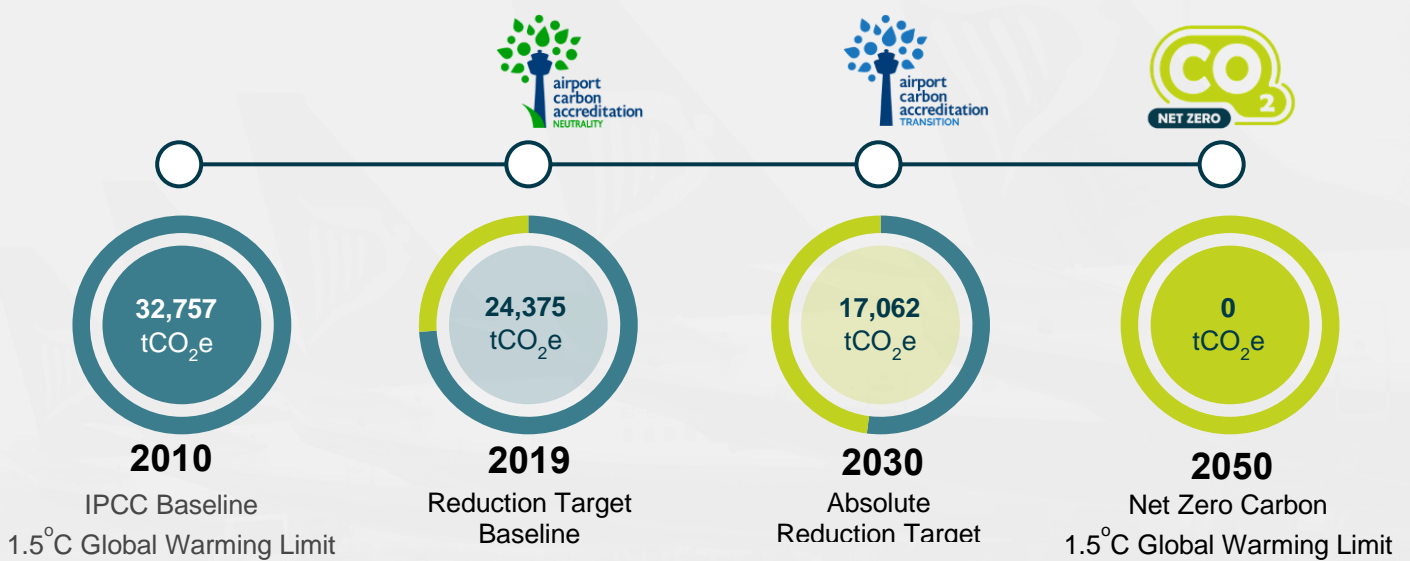 airport
carbon
accreditation
NEUTRALITY
airport
carbon
accreditation
TRANSITION
CO2
NET ZERO
32,757
tCO₂e
24,375
tCO₂e
17,062
tCO₂e
0
tCO₂e
2010
IPCC Baseline
1.5°C Global Warming Limit
2019
Reduction Target
Baseline
2030
Absolute
Reduction Target
2050
Net Zero Carbon
1.5°C Global Warming Limit